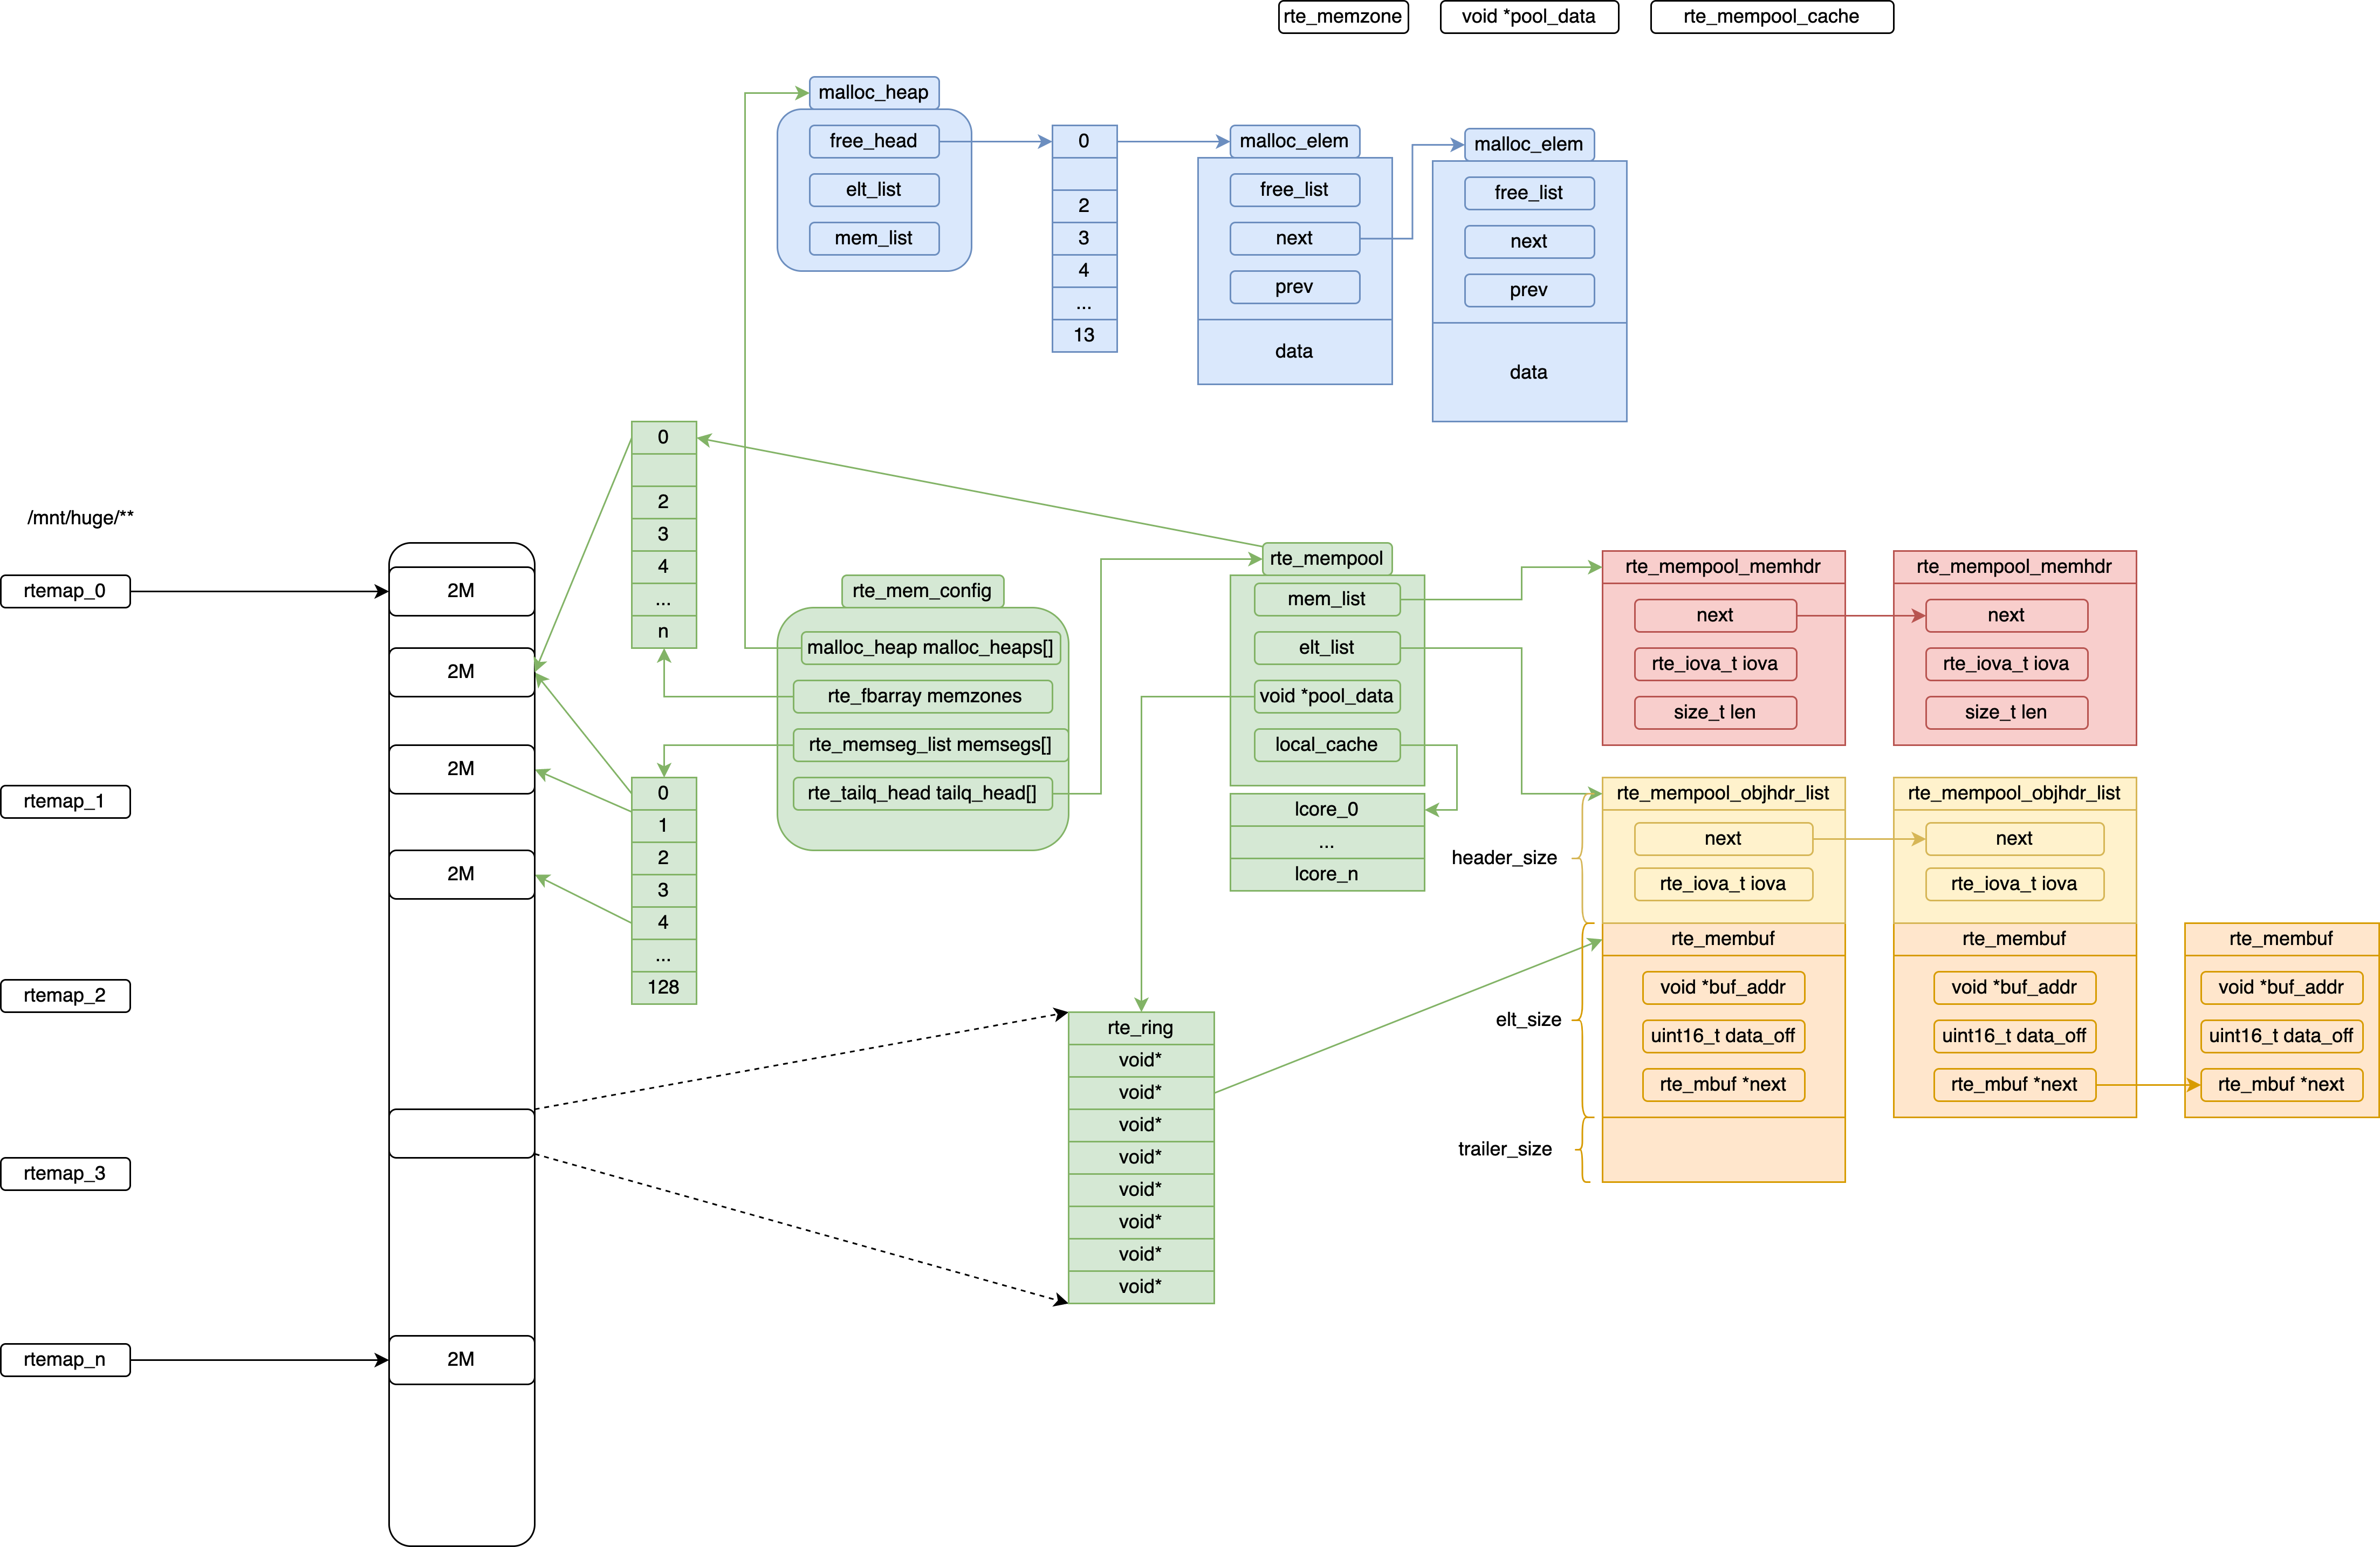 rte_memzone
void *pool_data
rte_mempool_cache
malloc_heap
free_head
elt_list
mem_list
0
2
3
4
...
13
malloc_elem
free_list
next
prev
data
malloc_elem
free_list
next
prev
data
/mnt/huge/**
rtemap_0
rtemap_1
rtemap_2
rtemap_3
rtemap_n
2M
2M
2M
2M
2M
0
2
3
4
...
n
0
1
2
3
4
...
128
rte_mem_config
malloc_heap malloc_heaps[]
rte_fbarray memzones
rte_memseg_list memsegs[]
rte_tailq_head tailq_head[]
rte_mempool
mem_list
elt_list
void *pool_data
local_cache
lcore_0
...
lcore_n
rte_ring
void*
void*
void*
void*
void*
void*
void*
void*
rte_mempool_memhdr
next
rte_iova_t iova
size_t len
rte_mempool_memhdr
next
rte_iova_t iova
size_t len
header_size
elt_size
trailer_size
rte_mempool_objhdr_list
next
rte_iova_t iova
rte_membuf
void *buf_addr
uint16_t data_off
rte_mbuf *next
rte_mempool_objhdr_list
next
rte_iova_t iova
rte_membuf
void *buf_addr
uint16_t data_off
rte_mbuf *next
rte_membuf
void *buf_addr
uint16_t data_off
rte_mbuf *next